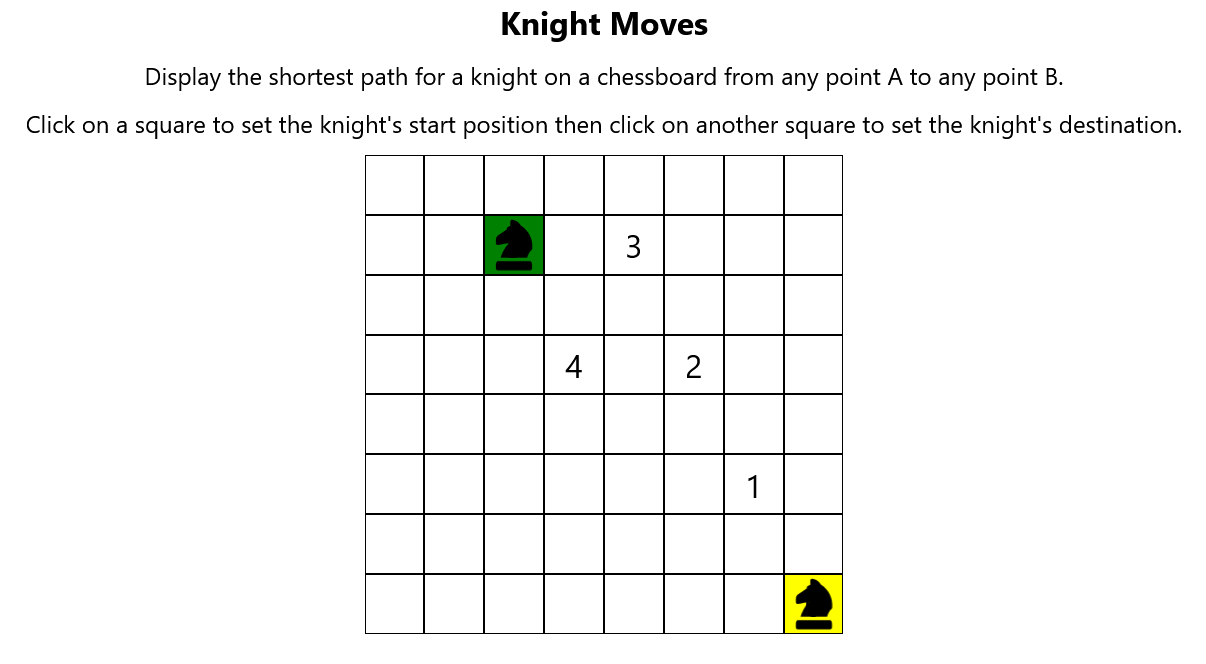 Knight Moves
Display the shortest path for a knight on a chessboard from any point A to any point B.
Click on a square to set the knight's start position then click on another square to set the knight's destination.
3
4 2
1